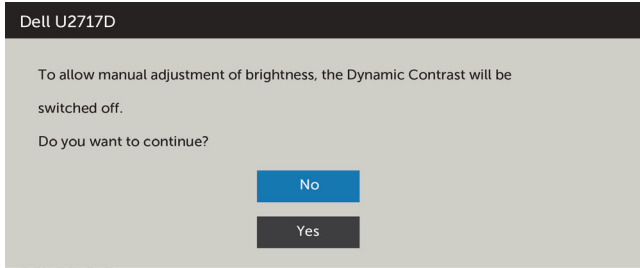 Dell U2717D
To allow manual adjustment of brightness, the Dynamic Contrast will be
switched off.
Do you want to continue?
No
Yes